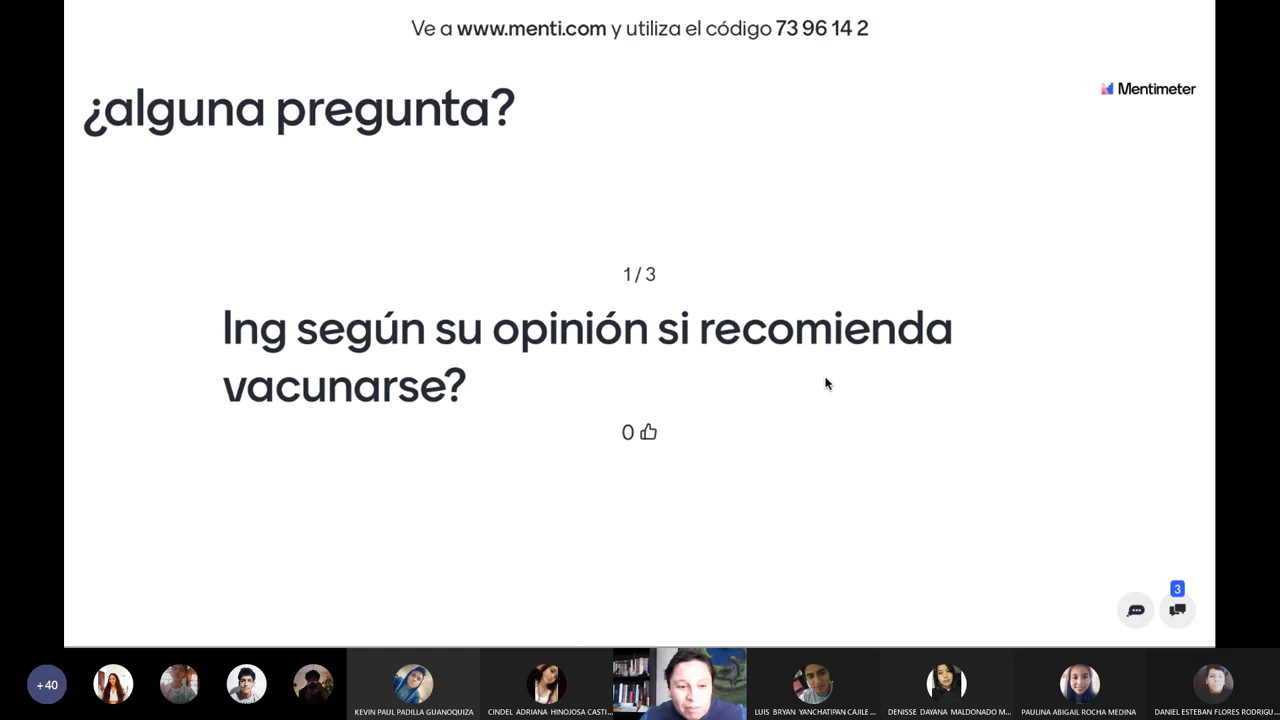 Ve a www.menti.com y utiliza el código 73 96 14 2
Mentimeter
¿alguna pregunta?
1 / 3
Ing según su opinión si recomienda
vacunarse?
0
3
+40
KEVIN PAUL PADILLA GUANOQUIZA
CINDEL ADRIANA HINOJOSA CASTI...
LUIS BRYAN YANCHATIPAN CAJILE ...
DENISSE DAYANA MALDONADO M...
PAULINA ABIGAIL ROCHA MEDINA
DANIEL ESTEBAN FLORES RODRIGU